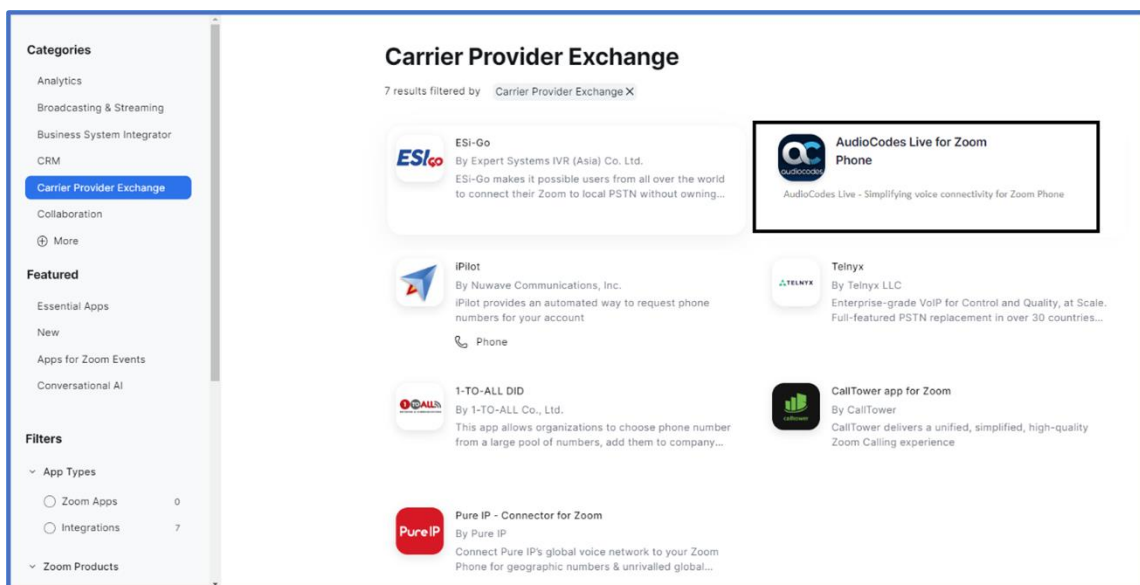 Categories
Analytics
Broadcasting & Streaming
Business System Integrator
CRM
Carrier Provider Exchange
Collaboration
More
Featured
Essential Apps
New
Apps for Zoom Events
Conversational AI
Filters
App Types
Zoom Apps 0
Integrations 7
Zoom Products
Carrier Provider Exchange
7 results filtered by Carrier Provider Exchange X
ESIGO
ESi-Go
By Expert Systems IVR (Asia) Co. Ltd.
ESi-Go makes it possible users from all over the world
to connect their Zoom to local PSTN without owning...
audiocodes
AudioCodes Live for Zoom
Phone
AudioCodes Live - Simplifying voice connectivity for Zoom Phone
iPilot
By Nuwave Communications, Inc.
iPilot provides an automated way to request phone
numbers for your account
Phone
TELNYX
Telnyx
By Telnyx LLC
Enterprise-grade VoIP for Control and Quality, at Scale.
Full-featured PSTN replacement in over 30 countries...
1 TO ALL
1-TO-ALL DID
By 1-TO-ALL Co., Ltd.
This app allows organizations to choose phone number
from a large pool of numbers, add them to company...
calltower
CallTower app for Zoom
By CallTower
CallTower delivers a unified, simplified, high-quality
Zoom Calling experience
Pure IP
Pure IP - Connector for Zoom
By Pure IP
Connect Pure IP's global voice network to your Zoom
Phone for geographic numbers & unrivalled global...